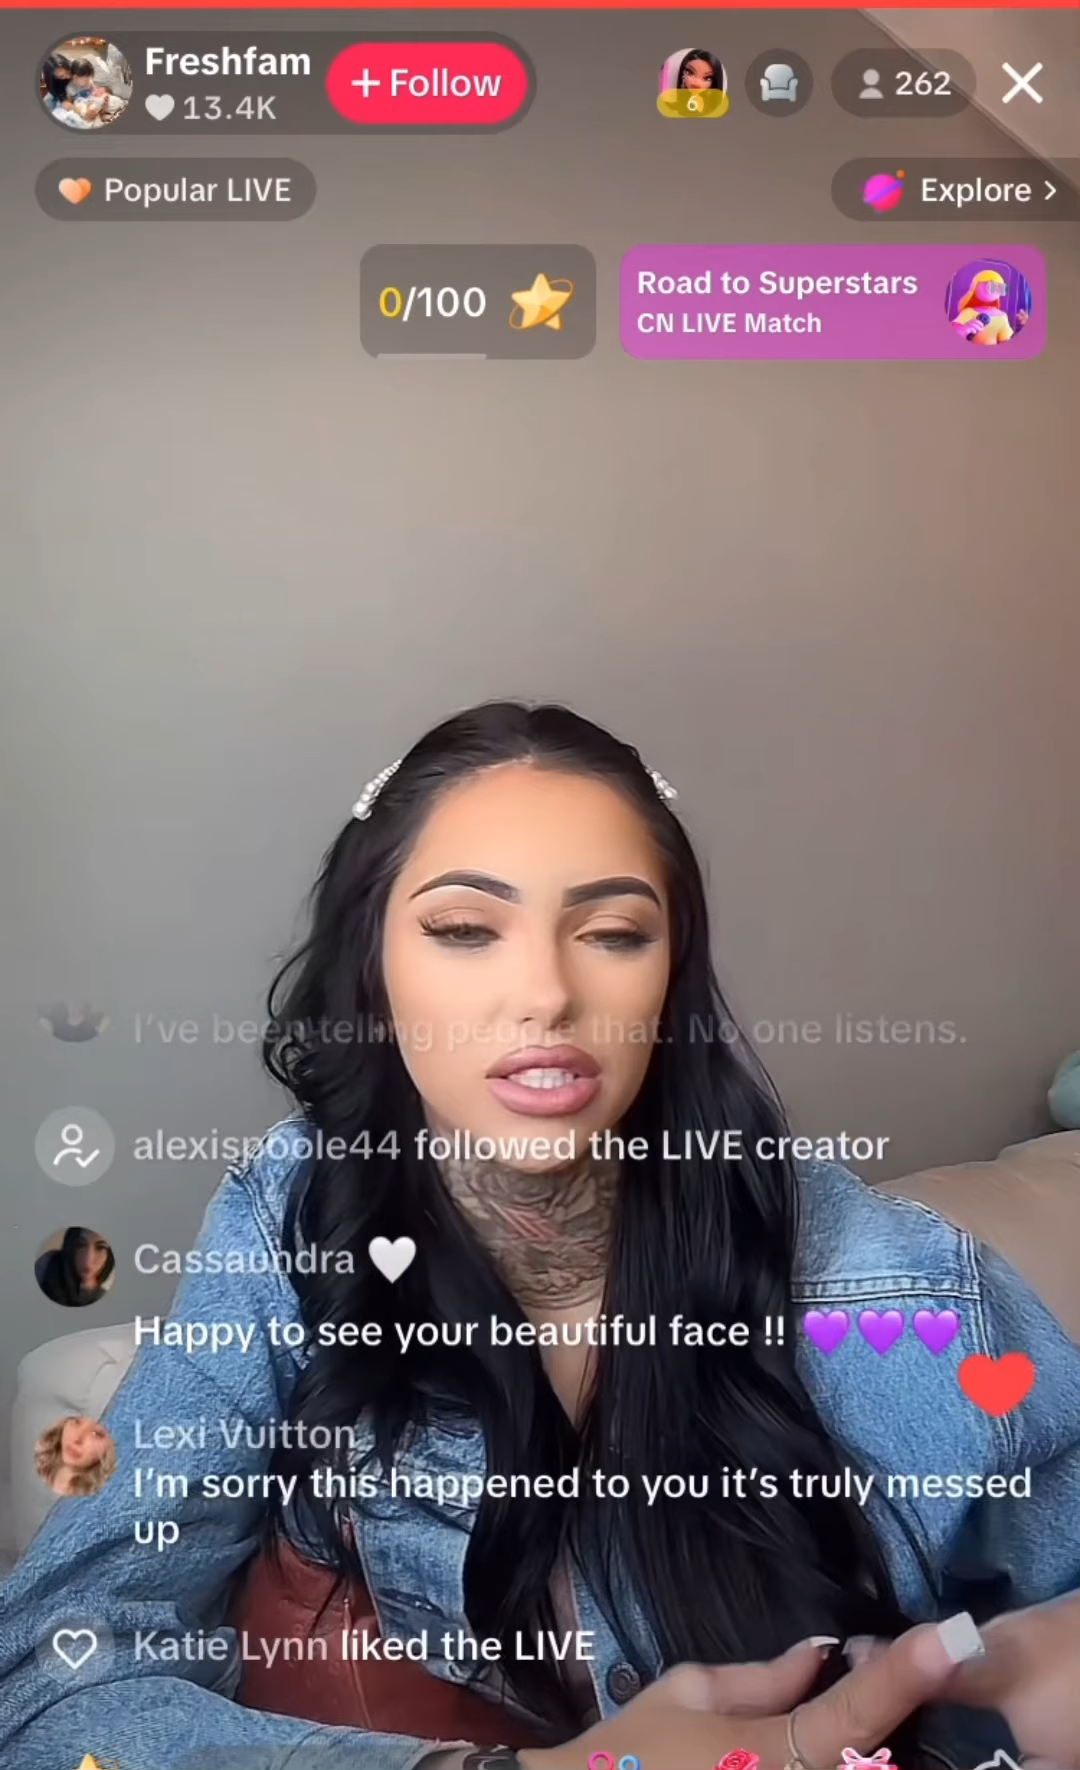 Freshfam
13.4K
+ Follow
6
262
Popular LIVE
Explore >
0/100
Road to Superstars
CN LIVE Match
I've been telling people that. No one listens.
alexispoole44 followed the LIVE creator
Cassaundra 🤍
Happy to see your beautiful face !! 💜💜💜
Lexi Vuitton
I'm sorry this happened to you it's truly messed
up
Katie Lynn liked the LIVE